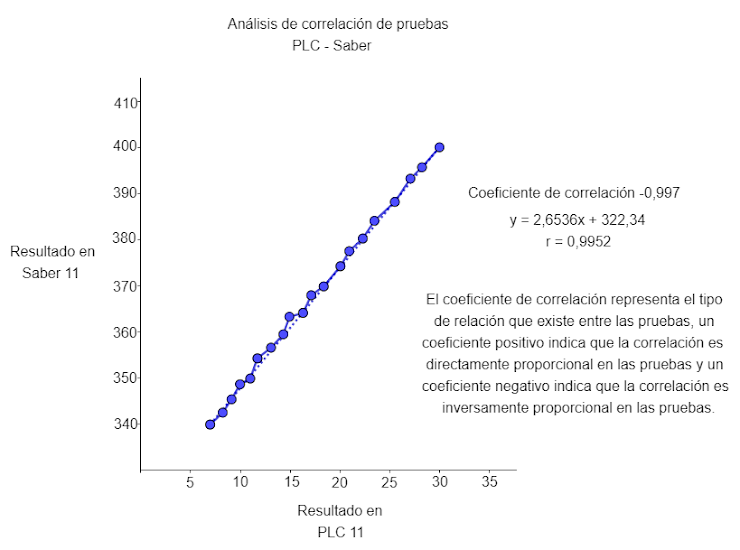 Análisis de correlación de pruebas
PLC - Saber
410
400
390
380
370
360
350
340
Resultado en
Saber 11
5
10
15
20
25
30
35
Resultado en
PLC 11
Coeficiente de correlación -0,997
y = 2,6536x + 322,34
r = 0,9952
El coeficiente de correlación representa el tipo
de relación que existe entre las pruebas, un
coeficiente positivo indica que la correlación es
directamente proporcional en las pruebas y un
coeficiente negativo indica que la correlación es
inversamente proporcional en las pruebas.